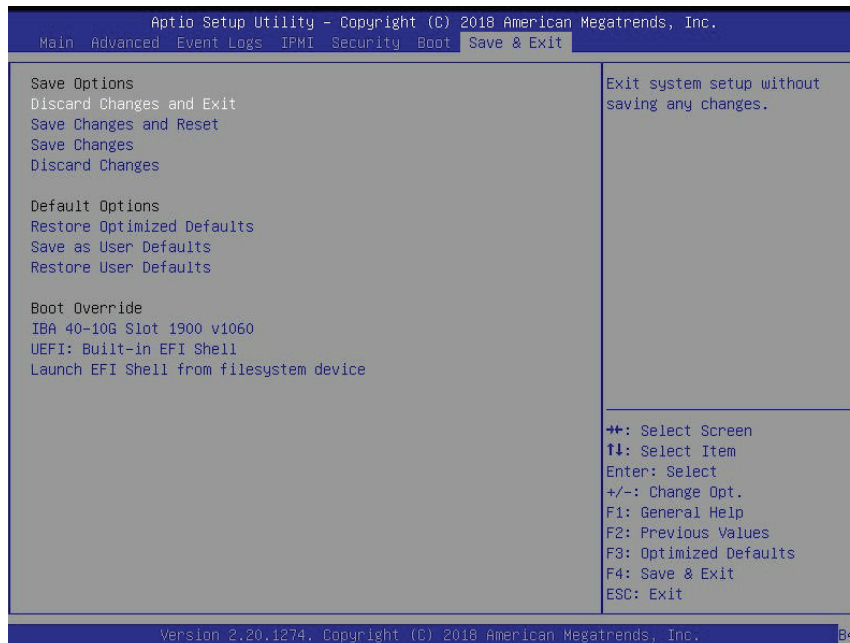 Aptio Setup Utility – Copyright (C) 2018 American Megatrends, Inc.
Main Advanced Event Logs IPMI Security Boot Save & Exit
Save Options
Discard Changes and Exit
Save Changes and Reset
Save Changes
Discard Changes
Default Options
Restore Optimized Defaults
Save as User Defaults
Restore User Defaults
Boot Override
IBA 40-10G Slot 1900 v1060
UEFI: Built-in EFI Shell
Launch EFI Shell from filesystem device
Exit system setup without
saving any changes.
→←: Select Screen
↑↓: Select Item
Enter: Select
+/-: Change Opt.
F1: General Help
F2: Previous Values
F3: Optimized Defaults
F4: Save & Exit
ESC: Exit
Version 2.20.1274. Copyright (C) 2018 American Megatrends, Inc.